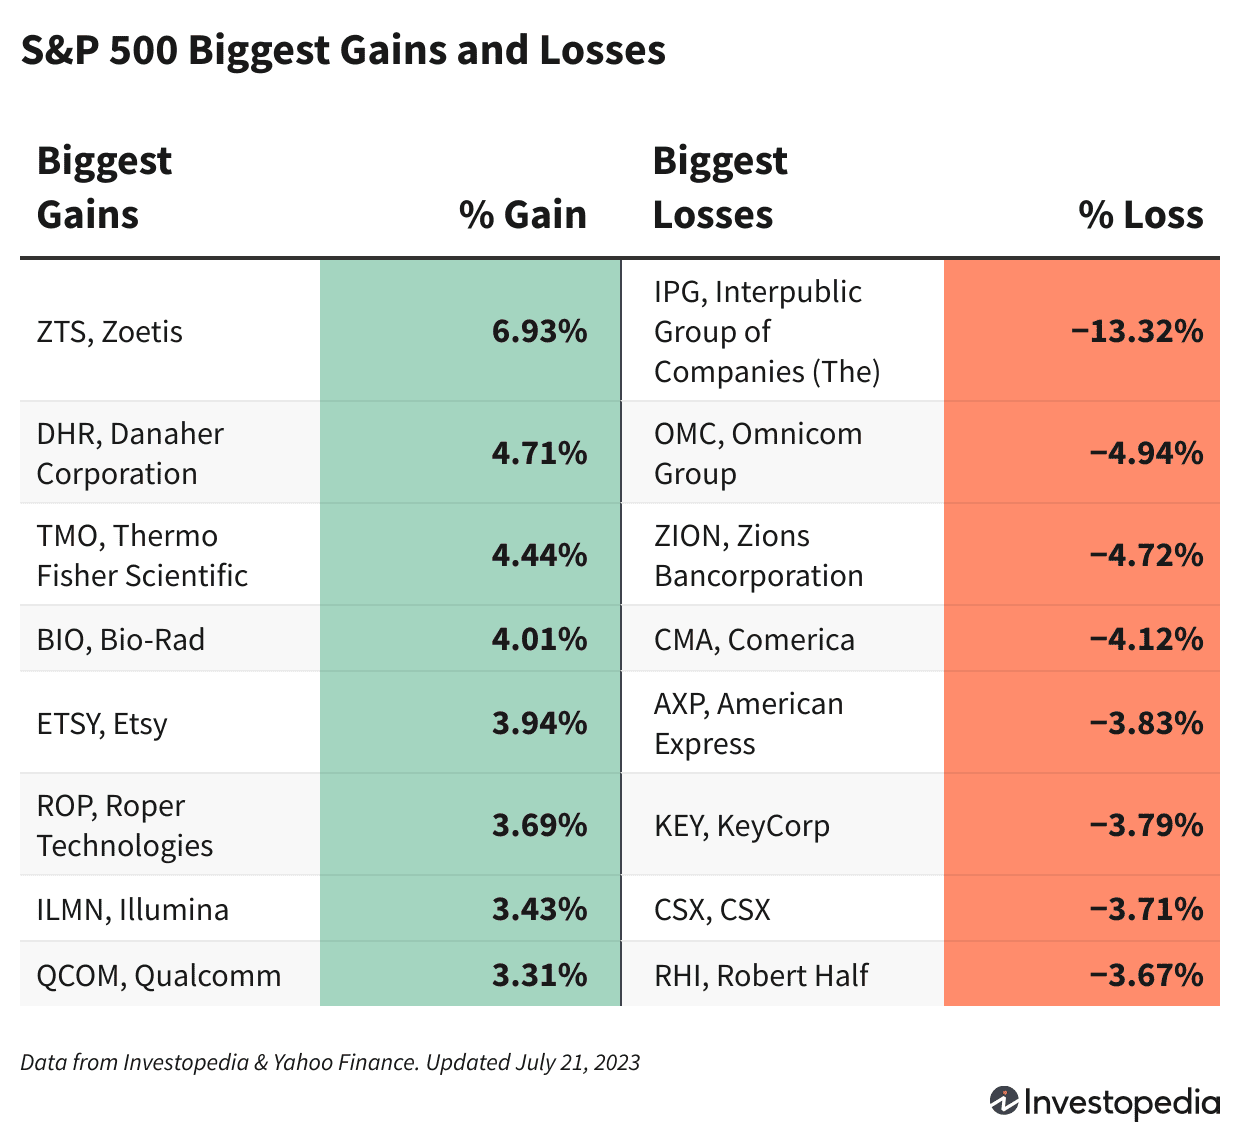 S&P 500 Biggest Gains and Losses
Biggest
Gains
% Gain
Biggest
Losses
% Loss
ZTS, Zoetis
6.93%
IPG, Interpublic
Group of
Companies (The)
−13.32%
DHR, Danaher
Corporation
4.71%
OMC, Omnicom
Group
−4.94%
TMO, Thermo
Fisher Scientific
4.44%
ZION, Zions
Bancorporation
−4.72%
BIO, Bio-Rad
4.01%
CMA, Comerica
−4.12%
ETSY, Etsy
3.94%
AXP, American
Express
−3.83%
ROP, Roper
Technologies
3.69%
KEY, KeyCorp
−3.79%
ILMN, Illumina
3.43%
CSX, CSX
−3.71%
QCOM, Qualcomm
3.31%
RHI, Robert Half
−3.67%
Data from Investopedia & Yahoo Finance. Updated July 21, 2023
Investopedia